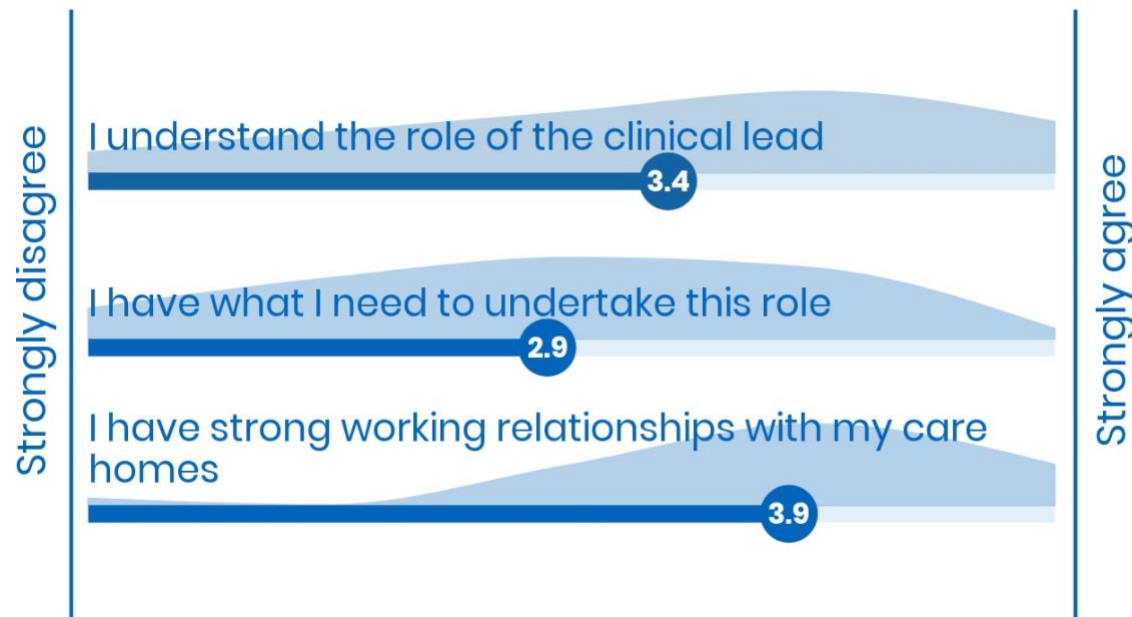 Strongly disagree
I understand the role of the clinical lead
3.4
I have what I need to undertake this role
2.9
I have strong working relationships with my care
homes
3.9
Strongly agree